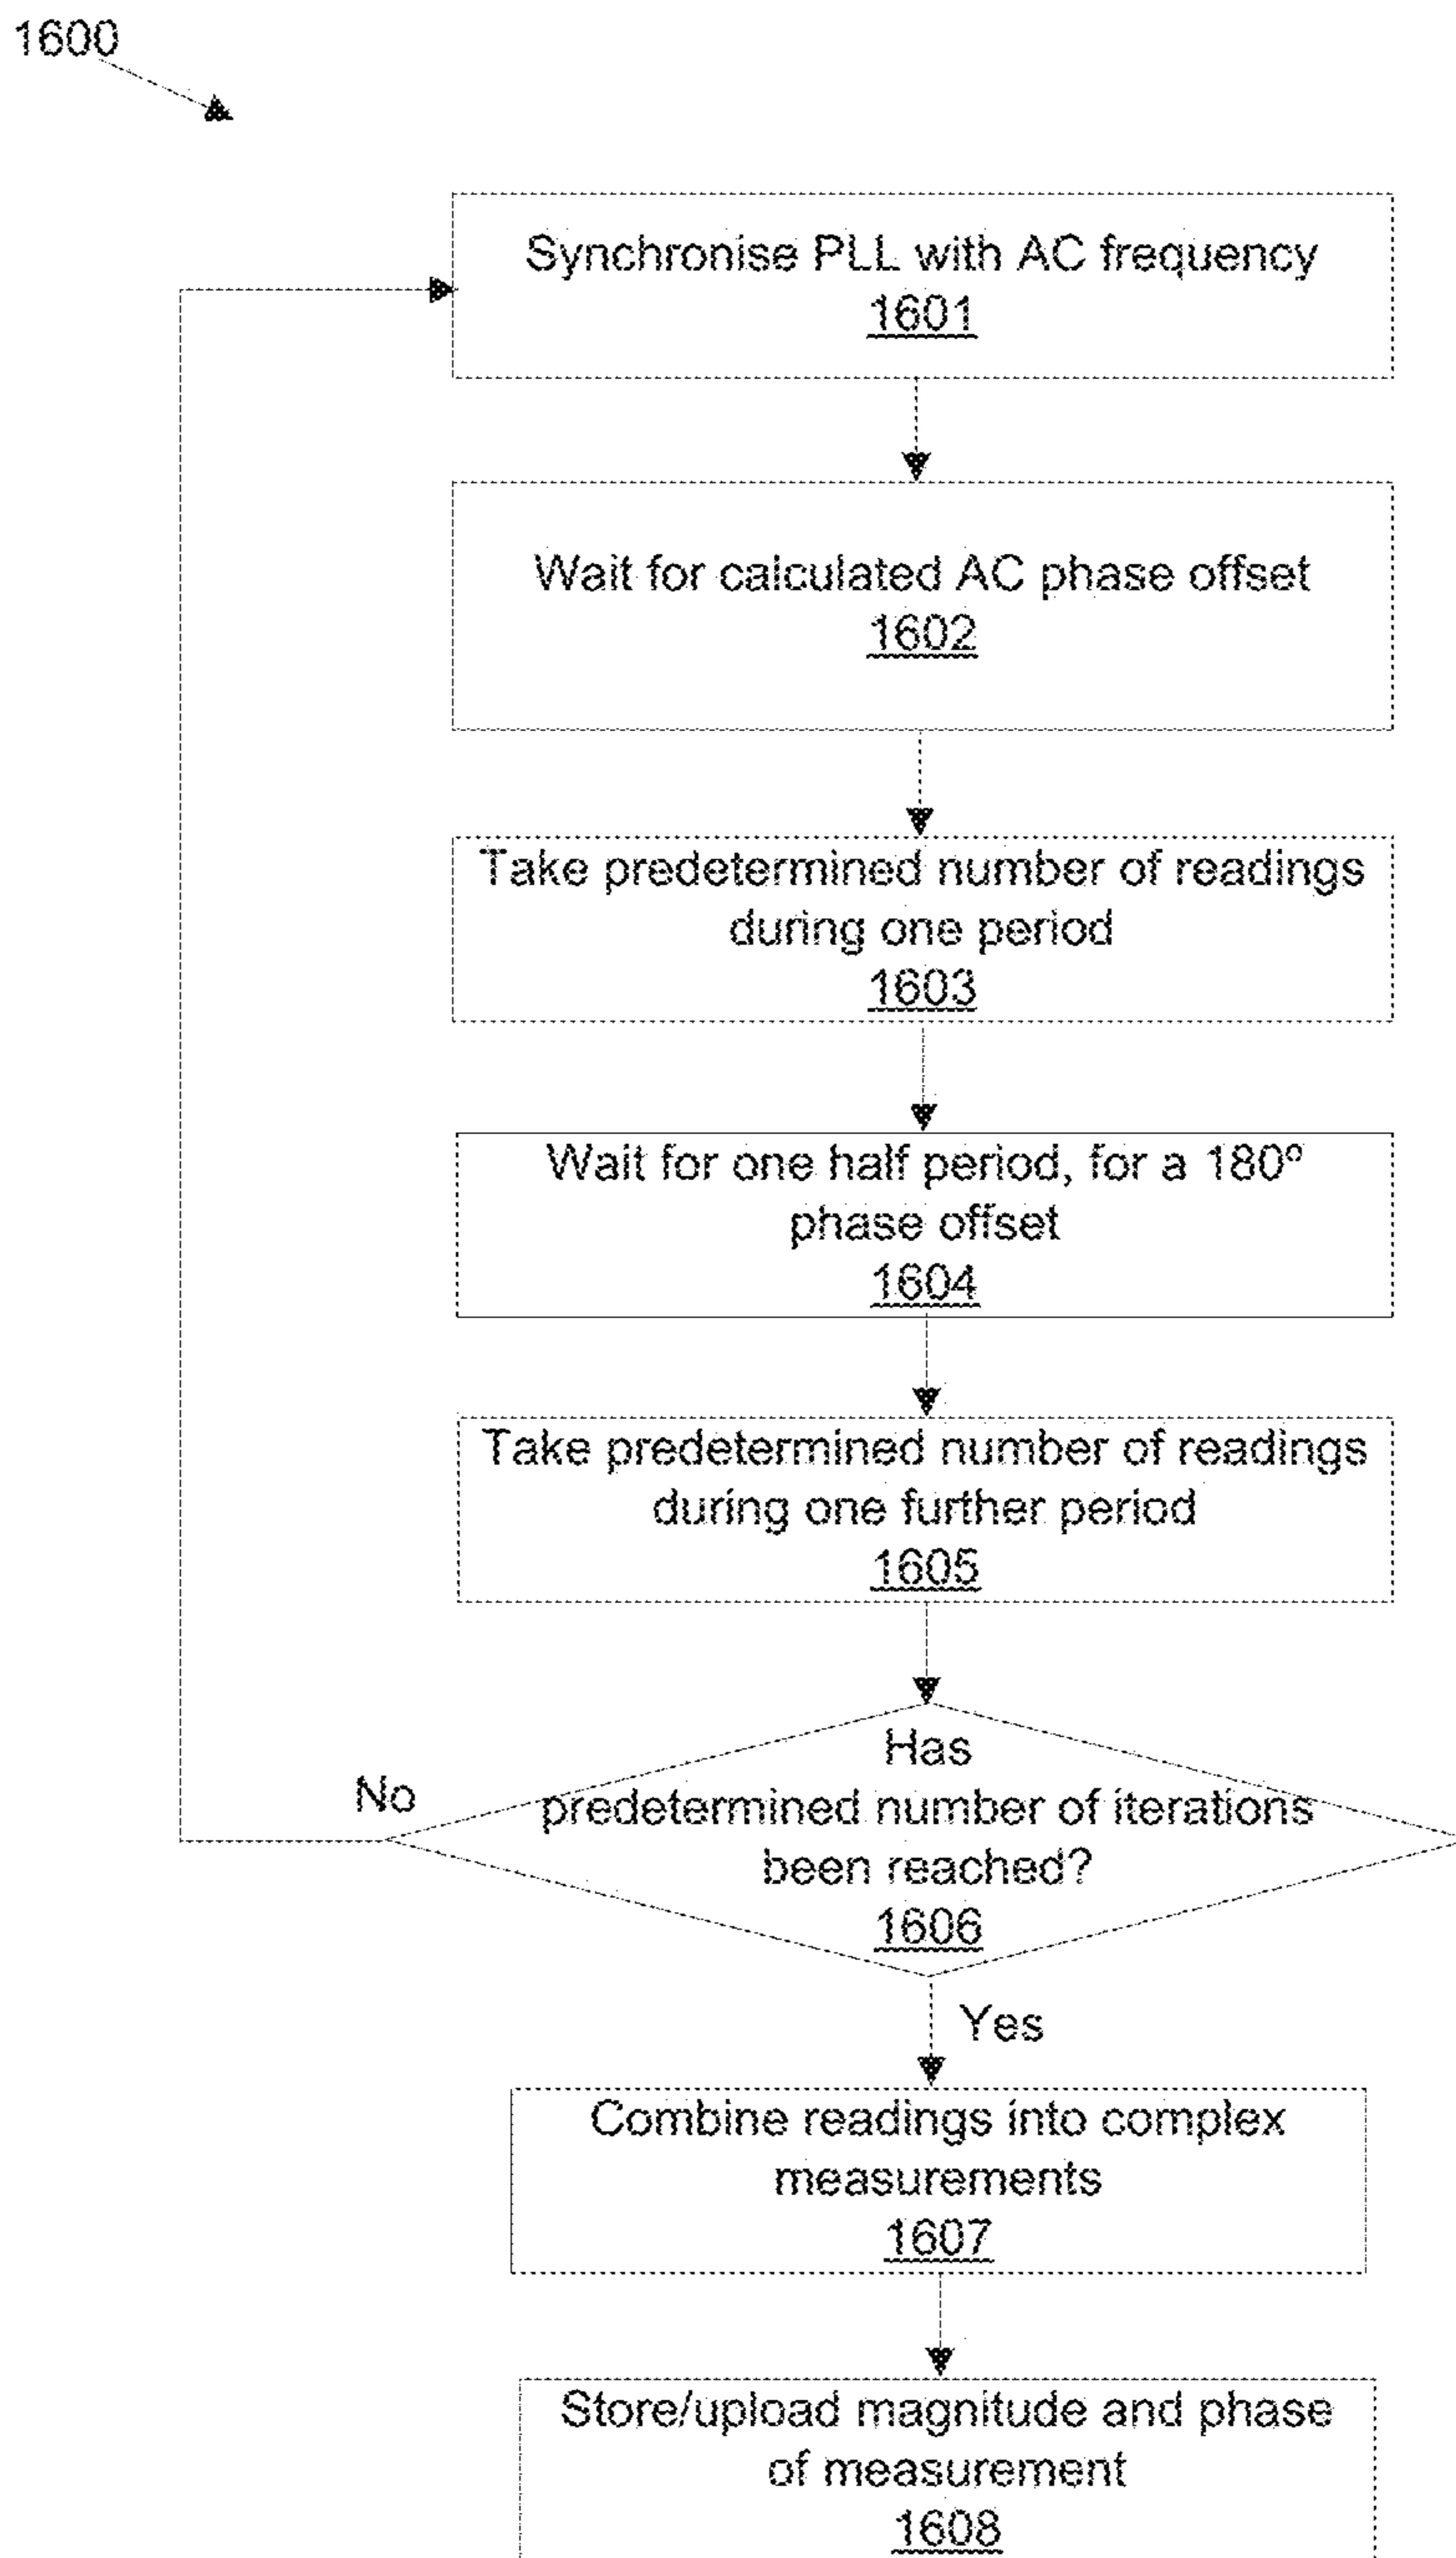 1600
Synchronise PLL with AC frequency
1601
Wait for calculated AC phase offset
1602
Take predetermined number of readings
during one period
1603
Wait for one half period, for a 180º
phase offset
1604
Take predetermined number of readings
during one further period
1605
Has
predetermined number of iterations
been reached?
1606
No
Yes
Combine readings into complex
measurements
1607
Store/upload magnitude and phase
of measurement
1608